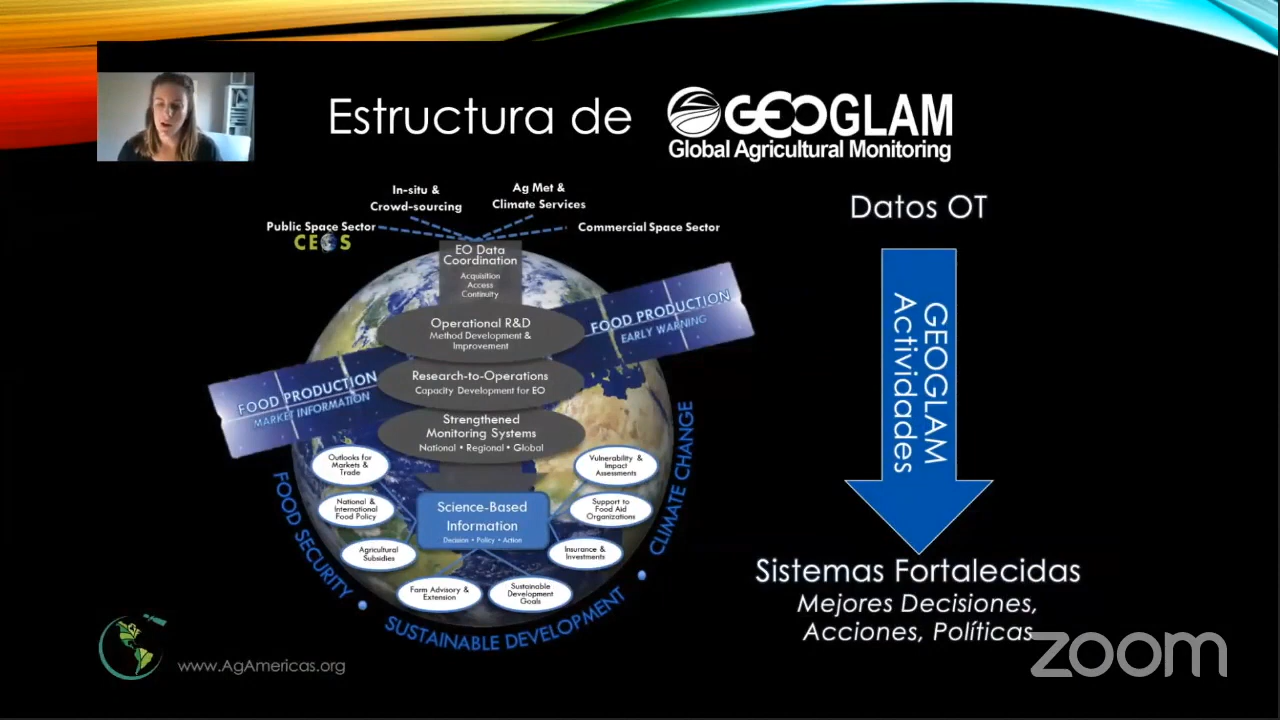 Estructura de
GEOGLAM
Global Agricultural Monitoring
In-situ &
Crowd-sourcing
Ag Met &
Climate Services
Public Space Sector
CEOS
Commercial Space Sector
EO Data
Coordination
Acquisition
Access
Continuity
Operational R&D
Method Development &
Improvement
FOOD PRODUCTION
EARLY WARNING
Research-to-Operations
Capacity Development for EO
FOOD PRODUCTION
MARKET INFORMATION
Strengthened
Monitoring Systems
National • Regional • Global
Outlooks for
Markets &
Trade
Vulnerability &
Impact
Assessments
National &
International
Food Policy
Science-Based
Information
Decision • Policy • Action
Support to
Food Aid
Organizations
Agricultural
Subsidies
Insurance &
Investments
Farm Advisory &
Extension
Sustainable
Development
Goals
FOOD SECURITY • SUSTAINABLE DEVELOPMENT • CLIMATE CHANGE
Datos OT
GEOGLAM
Actividades
Sistemas Fortalecidas
Mejores Decisiones,
Acciones, Políticas
www.AgAmericas.org
zoom